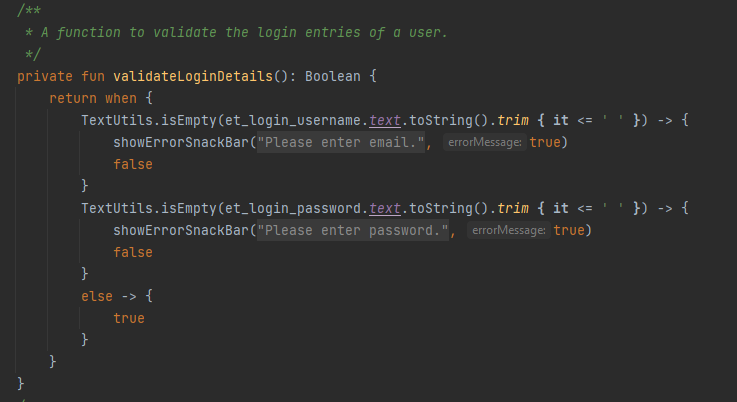 /**
 * A function to validate the login entries of a user.
 */
private fun validateLoginDetails(): Boolean {
    return when {
        TextUtils.isEmpty(et_login_username.text.toString().trim { it <= ' ' }) -> {
            showErrorSnackBar("Please enter email.", errorMessage: true)
            false
        }
        TextUtils.isEmpty(et_login_password.text.toString().trim { it <= ' ' }) -> {
            showErrorSnackBar("Please enter password.", errorMessage: true)
            false
        }
        else -> {
            true
        }
    }
}